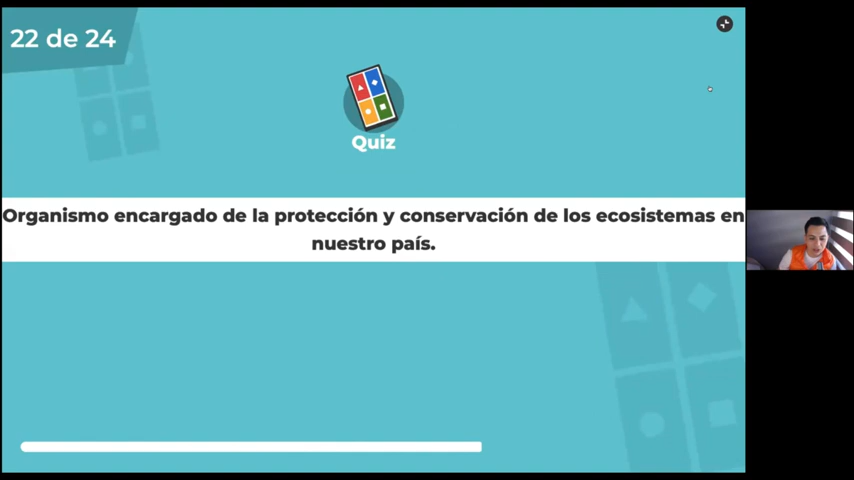 22 de 24
Quiz
Organismo encargado de la protección y conservación de los ecosistemas en
nuestro país.